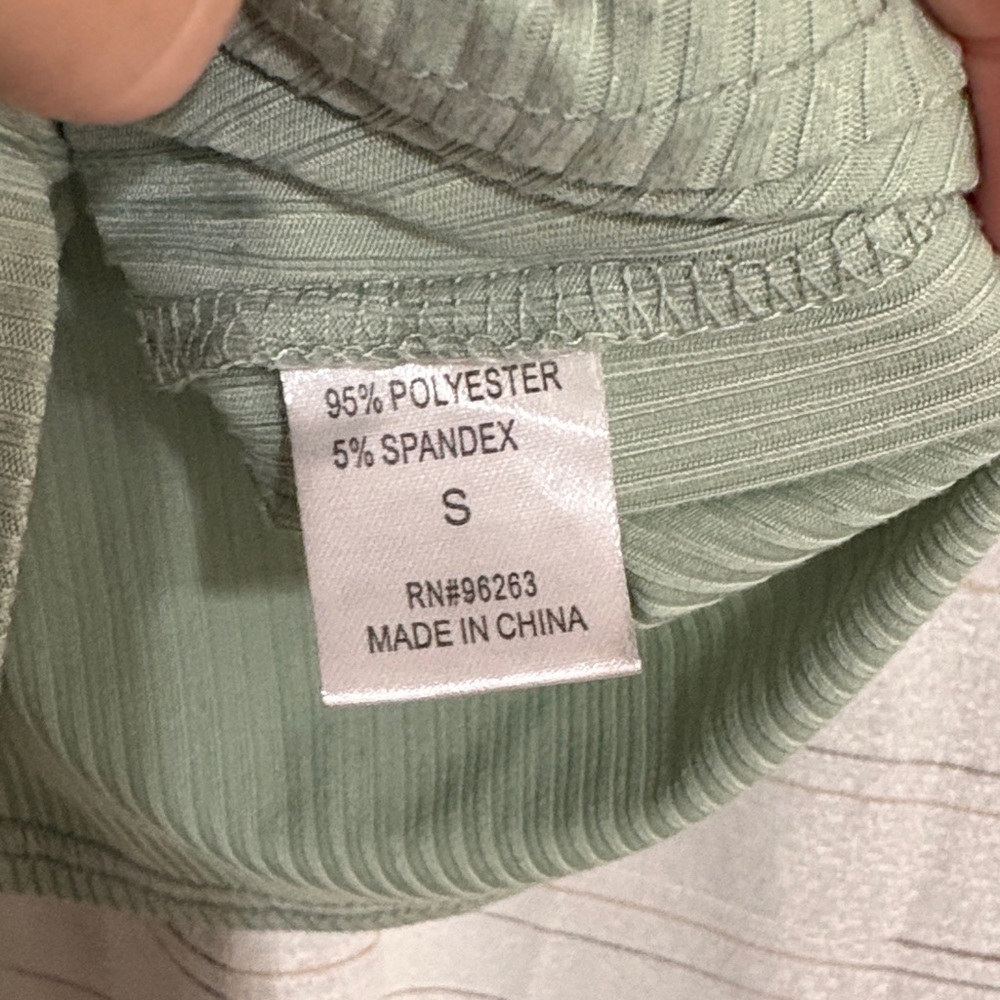 95% POLYESTER
5% SPANDEX
S
RN#96263
MADE IN CHINA